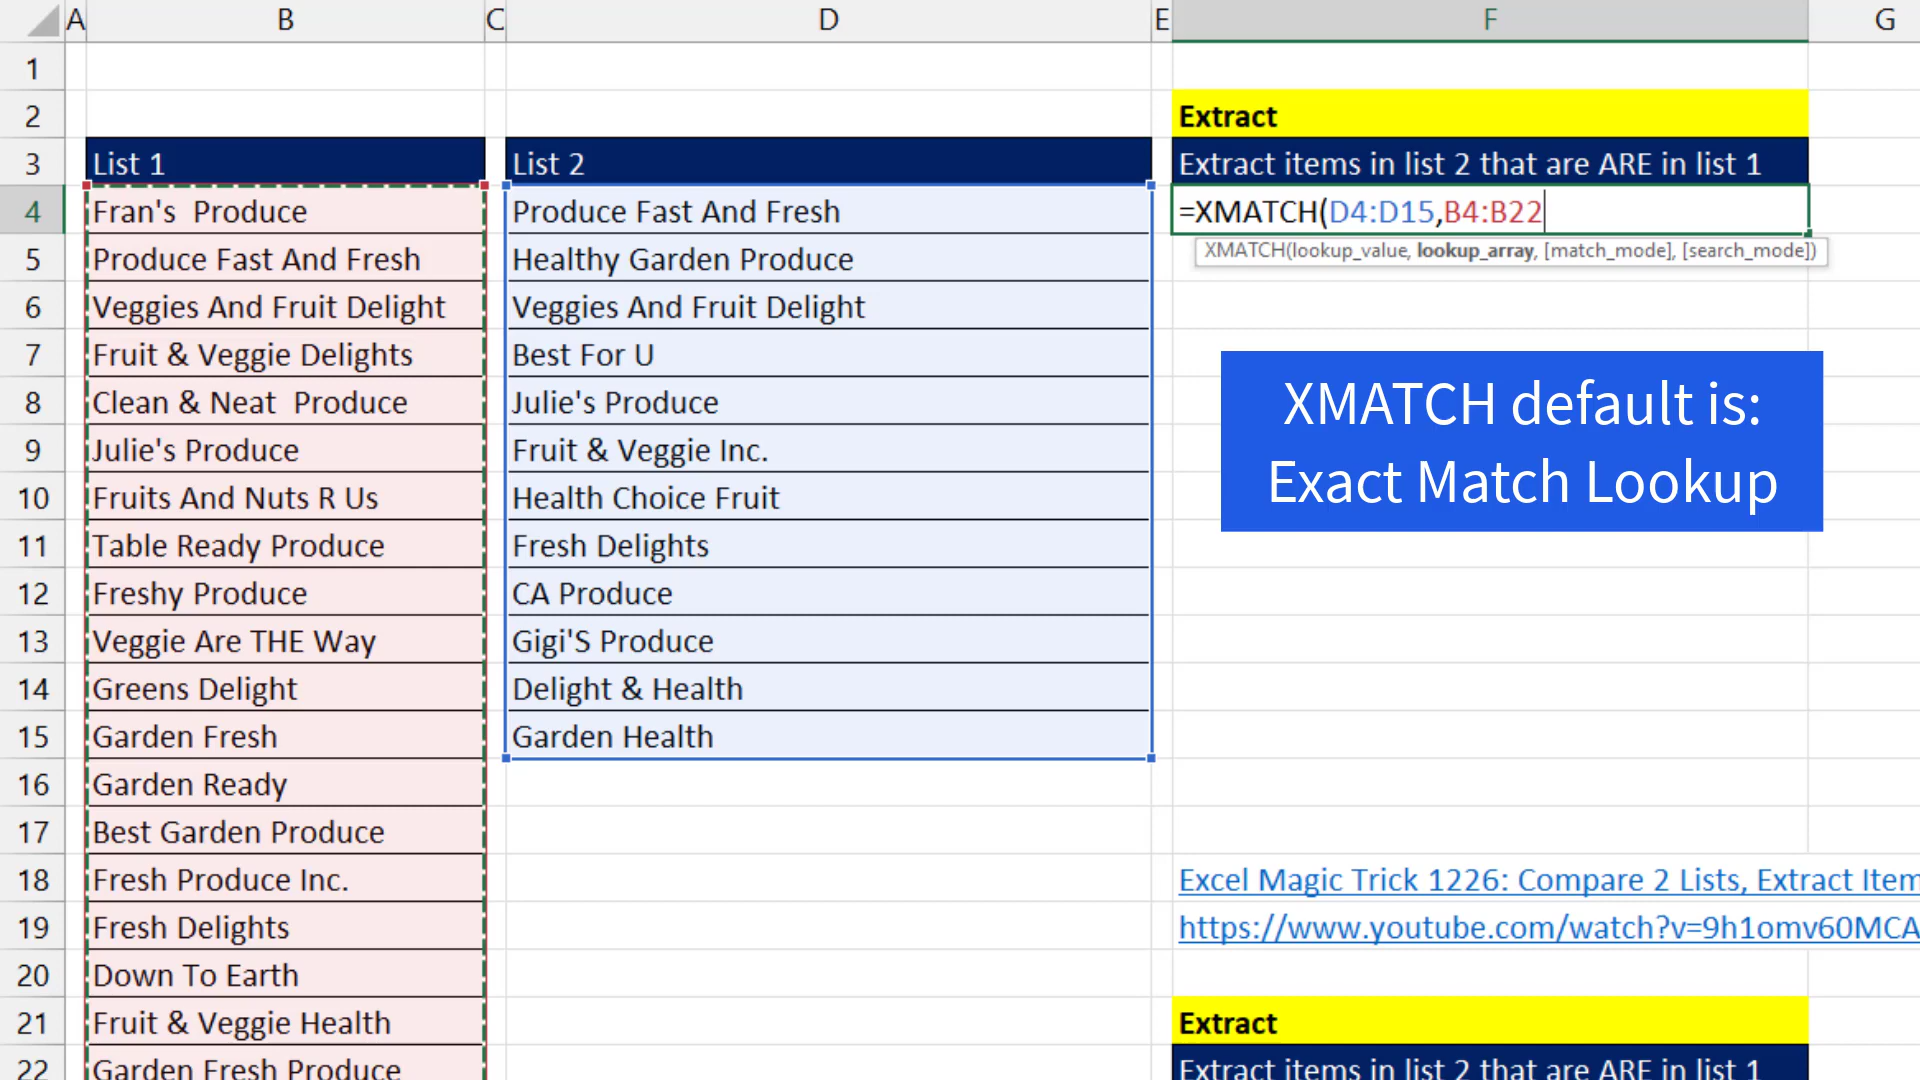 A B C D E F G
1
2 Extract
3 List 1 List 2 Extract items in list 2 that are ARE in list 1
4 Fran's  Produce Produce Fast And Fresh =XMATCH(D4:D15,B4:B22
XMATCH(lookup_value, lookup_array, [match_mode], [search_mode])
5 Produce Fast And Fresh Healthy Garden Produce
6 Veggies And Fruit Delight Veggies And Fruit Delight
7 Fruit & Veggie Delights Best For U
XMATCH default is:
8 Clean & Neat  Produce Julie's Produce
9 Julie's Produce Fruit & Veggie Inc.
Exact Match Lookup
10 Fruits And Nuts R Us Health Choice Fruit
11 Table Ready Produce Fresh Delights
12 Freshy Produce CA Produce
13 Veggie Are THE Way Gigi'S Produce
14 Greens Delight Delight & Health
15 Garden Fresh Garden Health
16 Garden Ready
17 Best Garden Produce
18 Fresh Produce Inc. Excel Magic Trick 1226: Compare 2 Lists, Extract Item
19 Fresh Delights https://www.youtube.com/watch?v=9h1omv60MCA
20 Down To Earth
21 Fruit & Veggie Health Extract
22 Garden Fresh Produce Extract items in list 2 that are ARE in list 1